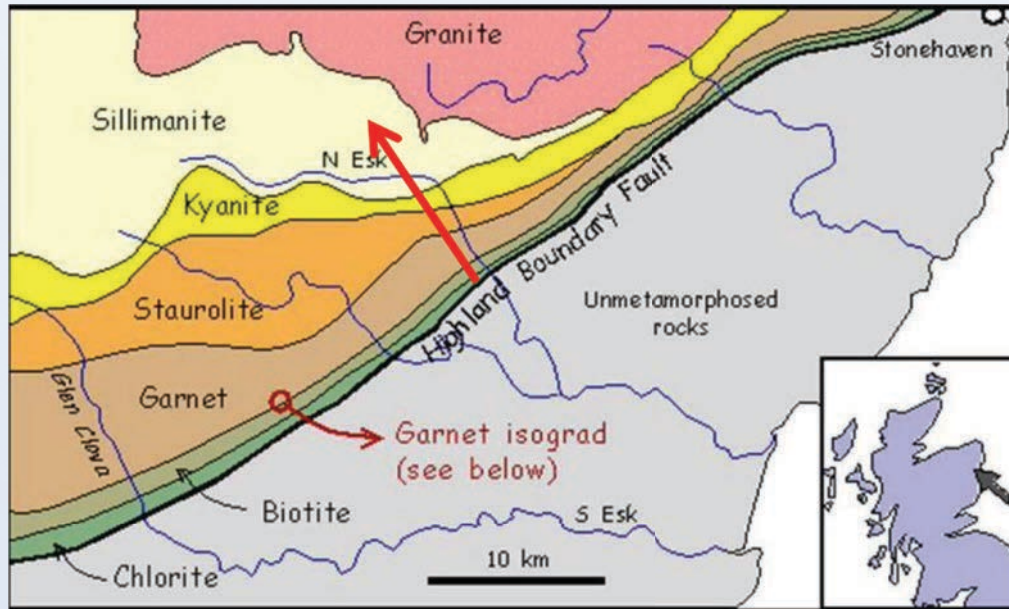 Granite
Stonehaven
Sillimanite
N Esk
Kyanite
Highland Boundary Fault
Staurolite
Unmetamorphosed
rocks
Glen Clova
Garnet
Garnet isograd
(see below)
Biotite
S Esk
10 km
Chlorite